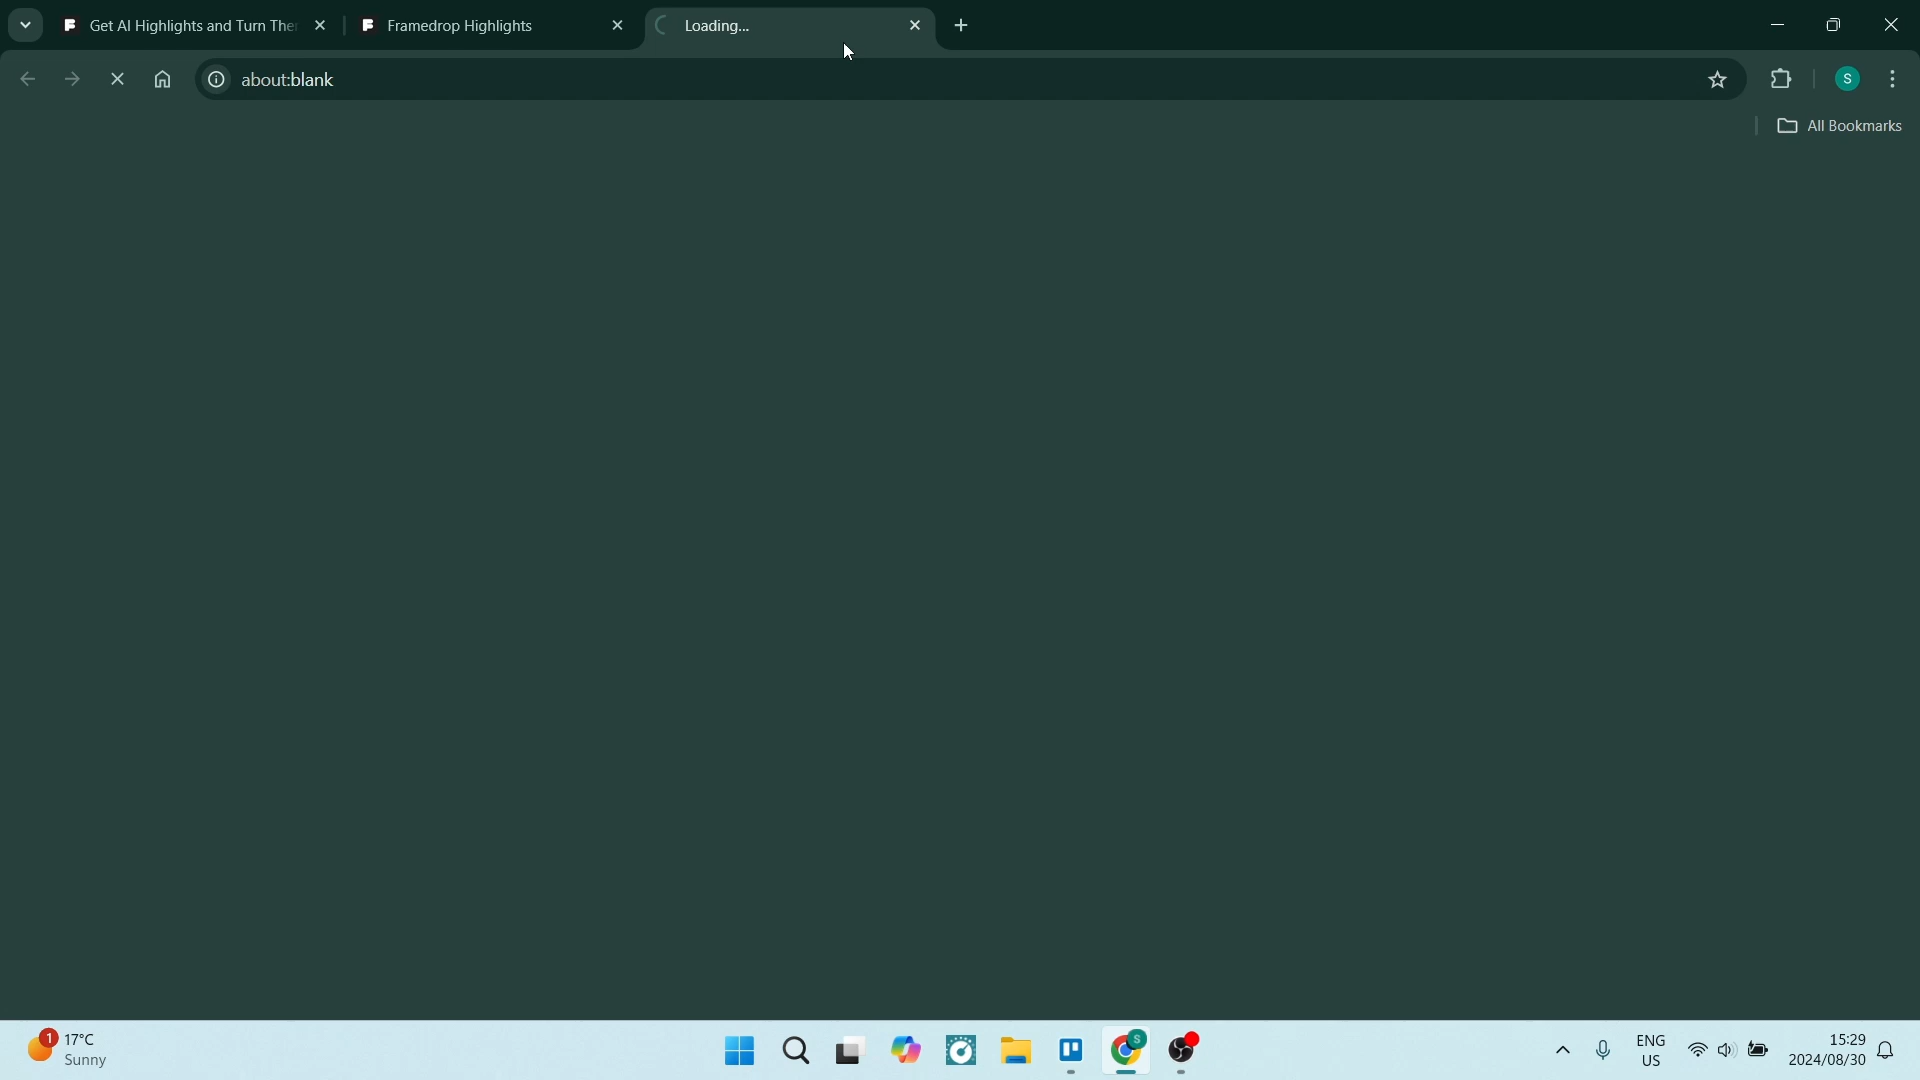 Get AI Highlights and Turn The
Framedrop Highlights
Loading...
about:blank
S
All Bookmarks
1
17°C
Sunny
S
ENG
US
15:29
2024/08/30